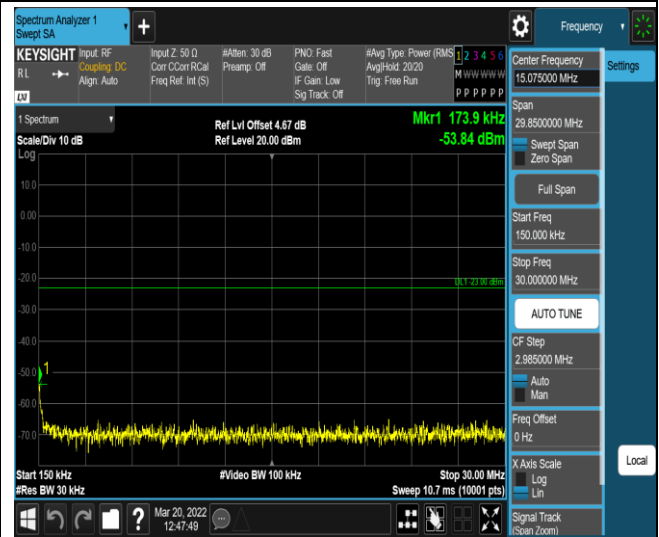 Spectrum Analyzer 1
Swept SA
+
Frequency
KEYSIGHT
RL
LXI
Input: RF
Coupling: DC
Align: Auto
Input Z: 50 Ω
Corr CCorr RCal
Freq Ref: Int (S)
#Atten: 30 dB
Preamp: Off
PNO: Fast
Gate: Off
IF Gain: Low
Sig Track: Off
#Avg Type: Power (RMS
Avg|Hold: 20/20
Trig: Free Run
1 2 3 4 5 6
M W W W W W
P P P P P P
1 Spectrum
Scale/Div 10 dB
Log
Ref Lvl Offset 4.67 dB
Ref Level 20.00 dBm
Mkr1 173.9 kHz
-53.84 dBm
10.0
0.00
-10.0
-20.0
-30.0
-40.0
-50.0
-60.0
-70.0
DL1 -23.00 dBm
1
Start 150 kHz
#Res BW 30 kHz
#Video BW 100 kHz
Stop 30.00 MHz
Sweep 10.7 ms (10001 pts)
Mar 20, 2022
12:47:49
?
Center Frequency
15.075000 MHz
Settings
Span
29.8500000 MHz
Swept Span
Zero Span
Full Span
Start Freq
150.000 kHz
Stop Freq
30.000000 MHz
AUTO TUNE
CF Step
2.985000 MHz
Auto
Man
Freq Offset
0 Hz
X Axis Scale
Log
Lin
Local
Signal Track
(Span Zoom)